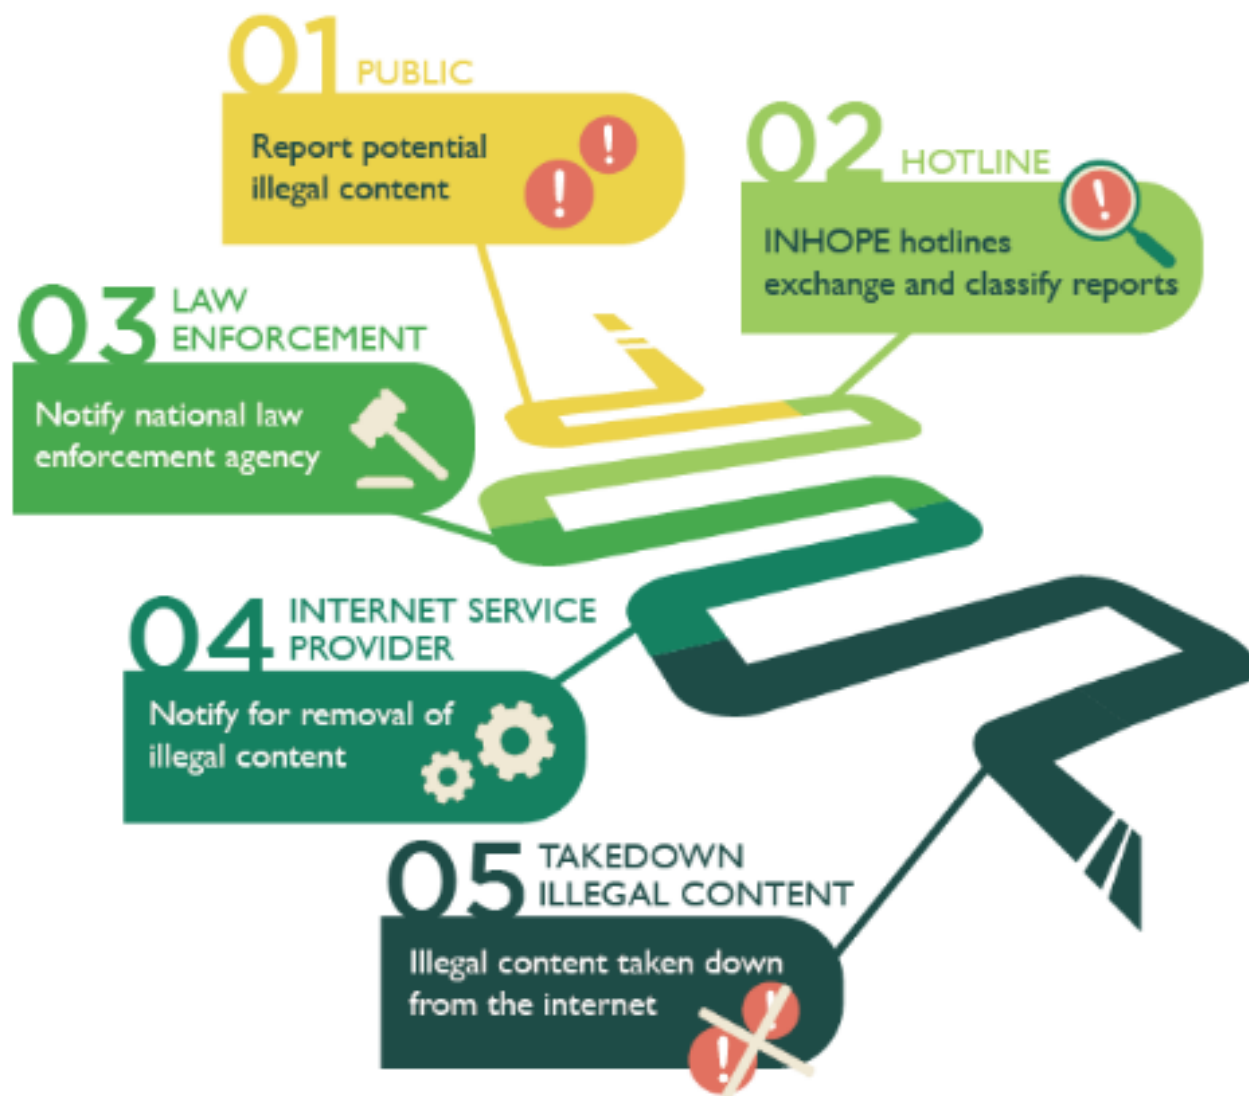 01 PUBLIC
Report potential
illegal content
02 HOTLINE
INHOPE hotlines
exchange and classify reports
03 LAW
ENFORCEMENT
Notify national law
enforcement agency
04 INTERNET SERVICE
PROVIDER
Notify for removal of
illegal content
05 TAKEDOWN
ILLEGAL CONTENT
Illegal content taken down
from the internet